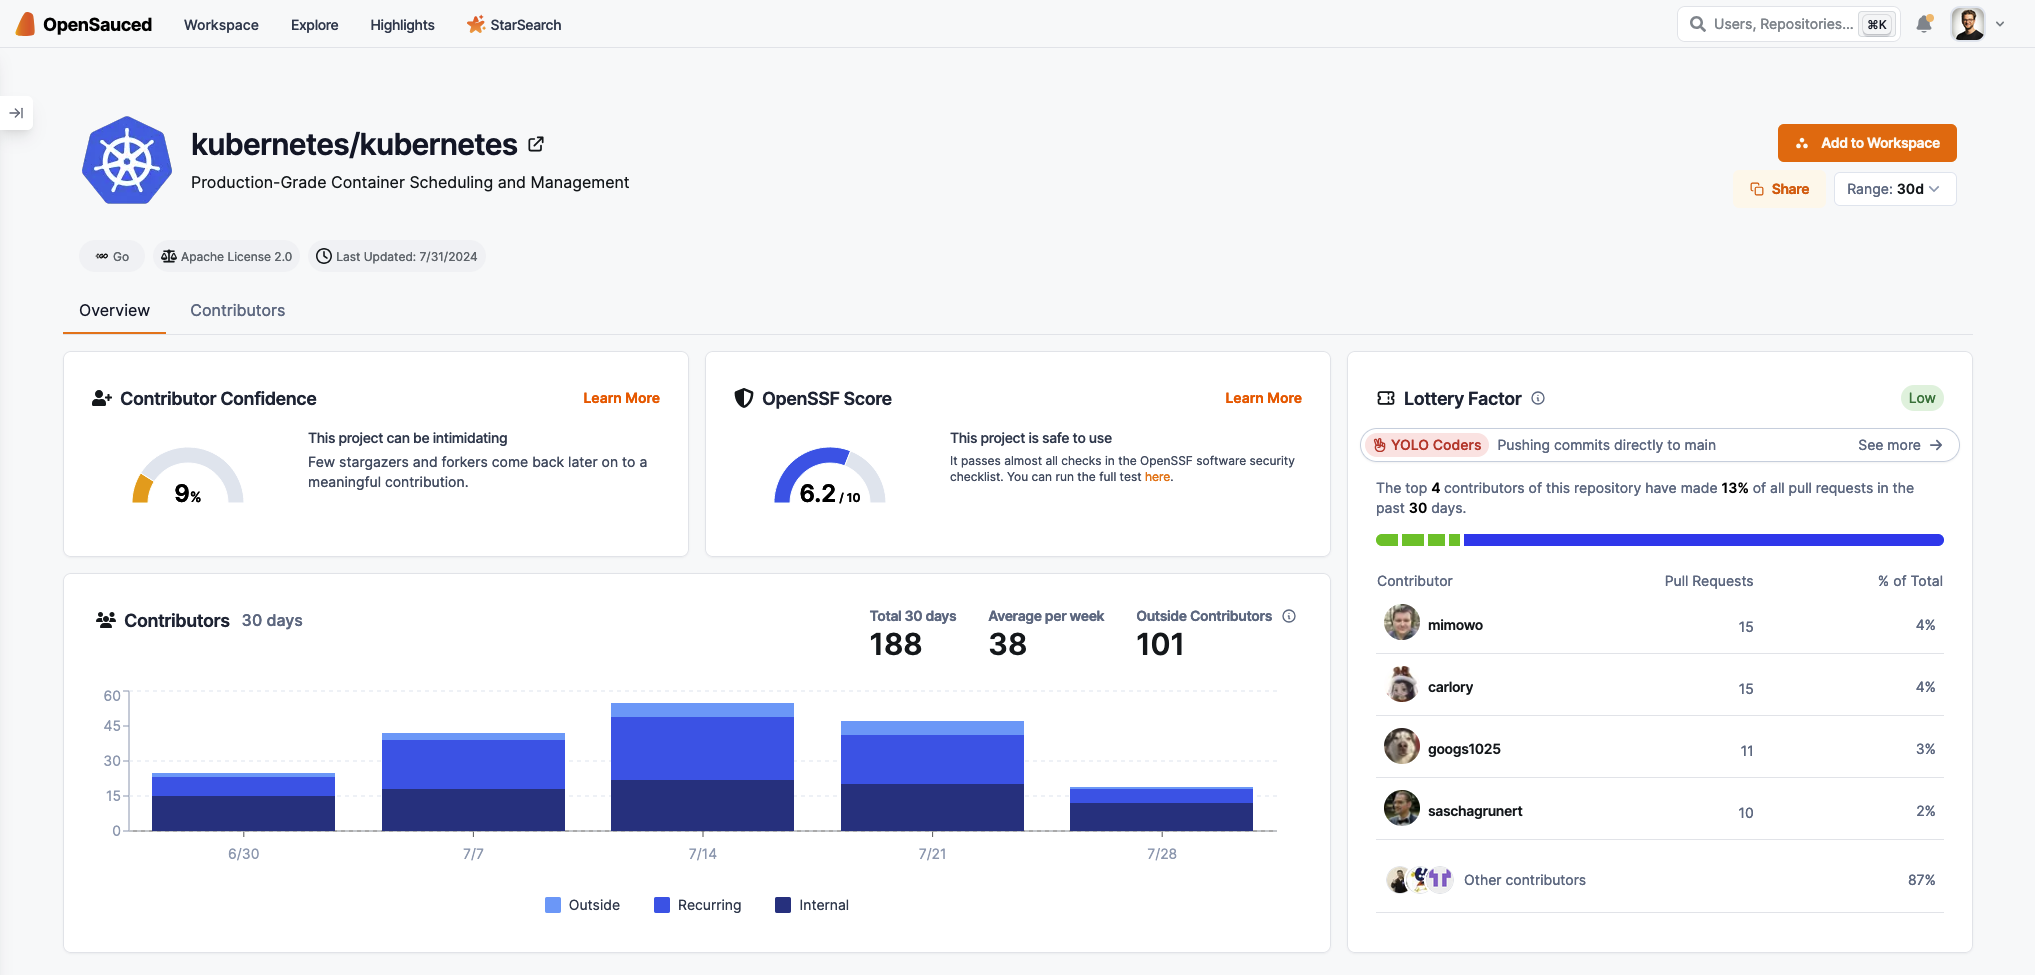 OpenSauced
Workspace
Explore
Highlights
StarSearch
Users, Repositories...
⌘K
kubernetes/kubernetes
Production-Grade Container Scheduling and Management
Add to Workspace
Share
Range: 30d
Go
Apache License 2.0
Last Updated: 7/31/2024
Overview
Contributors
Contributor Confidence
Learn More
9%
This project can be intimidating
Few stargazers and forkers come back later on to a
meaningful contribution.
OpenSSF Score
Learn More
6.2 / 10
This project is safe to use
It passes almost all checks in the OpenSSF software security
checklist. You can run the full test here.
Lottery Factor
Low
YOLO Coders
Pushing commits directly to main
See more
The top 4 contributors of this repository have made 13% of all pull requests in the
past 30 days.
Contributor Pull Requests % of Total
mimowo 15 4%
carlory 15 4%
googs1025 11 3%
saschagrunert 10 2%
Other contributors 87%
Contributors 30 days
Total 30 days
188
Average per week
38
Outside Contributors
101
60
45
30
15
0
6/30 7/7 7/14 7/21 7/28
Outside Recurring Internal